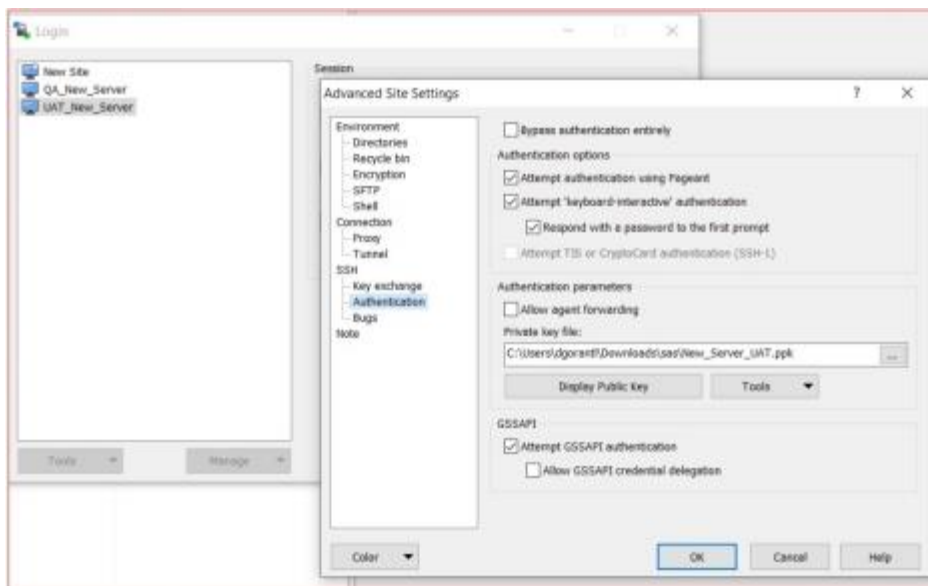 Login
New Site
QA_New_Server
UAT_New_Server
Session
Tools
Manage
Advanced Site Settings
?
Environment
Directories
Recycle bin
Encryption
SFTP
Shell
Connection
Proxy
Tunnel
SSH
Key exchange
Authentication
Bugs
Note
Bypass authentication entirely
Authentication options
Attempt authentication using Pageant
Attempt 'keyboard-interactive' authentication
Respond with a password to the first prompt
Attempt TIS or CryptoCard authentication (SSH-1)
Authentication parameters
Allow agent forwarding
Private key file:
C:\Users\dgorantl\Downloads\sas\New_Server_UAT.ppk
...
Display Public Key
Tools
GSSAPI
Attempt GSSAPI authentication
Allow GSSAPI credential delegation
Color
OK
Cancel
Help